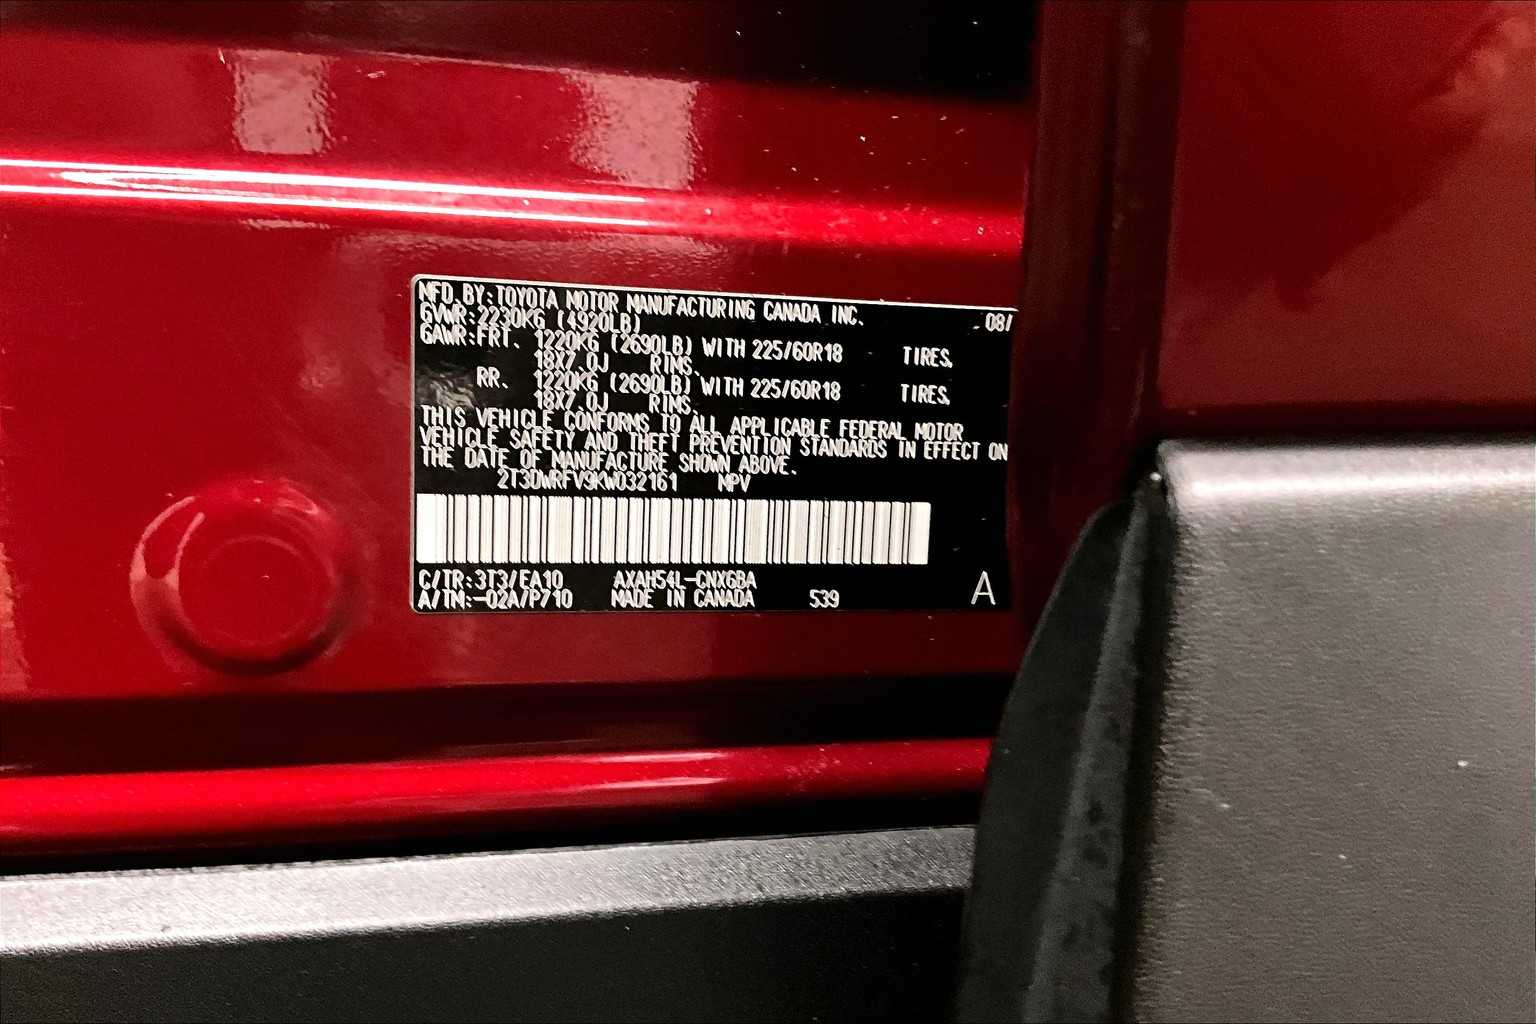 MFD. BY: TOYOTA MOTOR MANUFACTURING CANADA INC. 08/
GVWR: 2230KG (4920LB)
GAWR: FRT. 1220KG (2690LB) WITH 225/60R18 TIRES,
18X7.0J RIMS.
RR. 1220KG (2690LB) WITH 225/60R18 TIRES,
18X7.0J RIMS.
THIS VEHICLE CONFORMS TO ALL APPLICABLE FEDERAL MOTOR
VEHICLE SAFETY AND THEFT PREVENTION STANDARDS IN EFFECT ON
THE DATE OF MANUFACTURE SHOWN ABOVE.
2T3DWRFV9KW032161 MPV
C/TR: 3T3/EA10 AXAH54L-CNXGBA
A/TM: -02A/P710 MADE IN CANADA 539 A